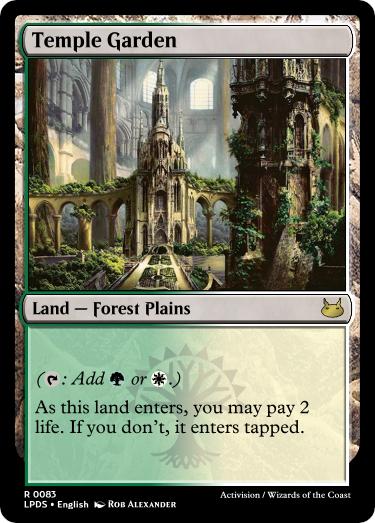 Temple Garden
Land — Forest Plains
(: Add  or .)
As this land enters, you may pay 2
life. If you don't, it enters tapped.
R 0083
LPDS • English Rob Alexander
Activision / Wizards of the Coast